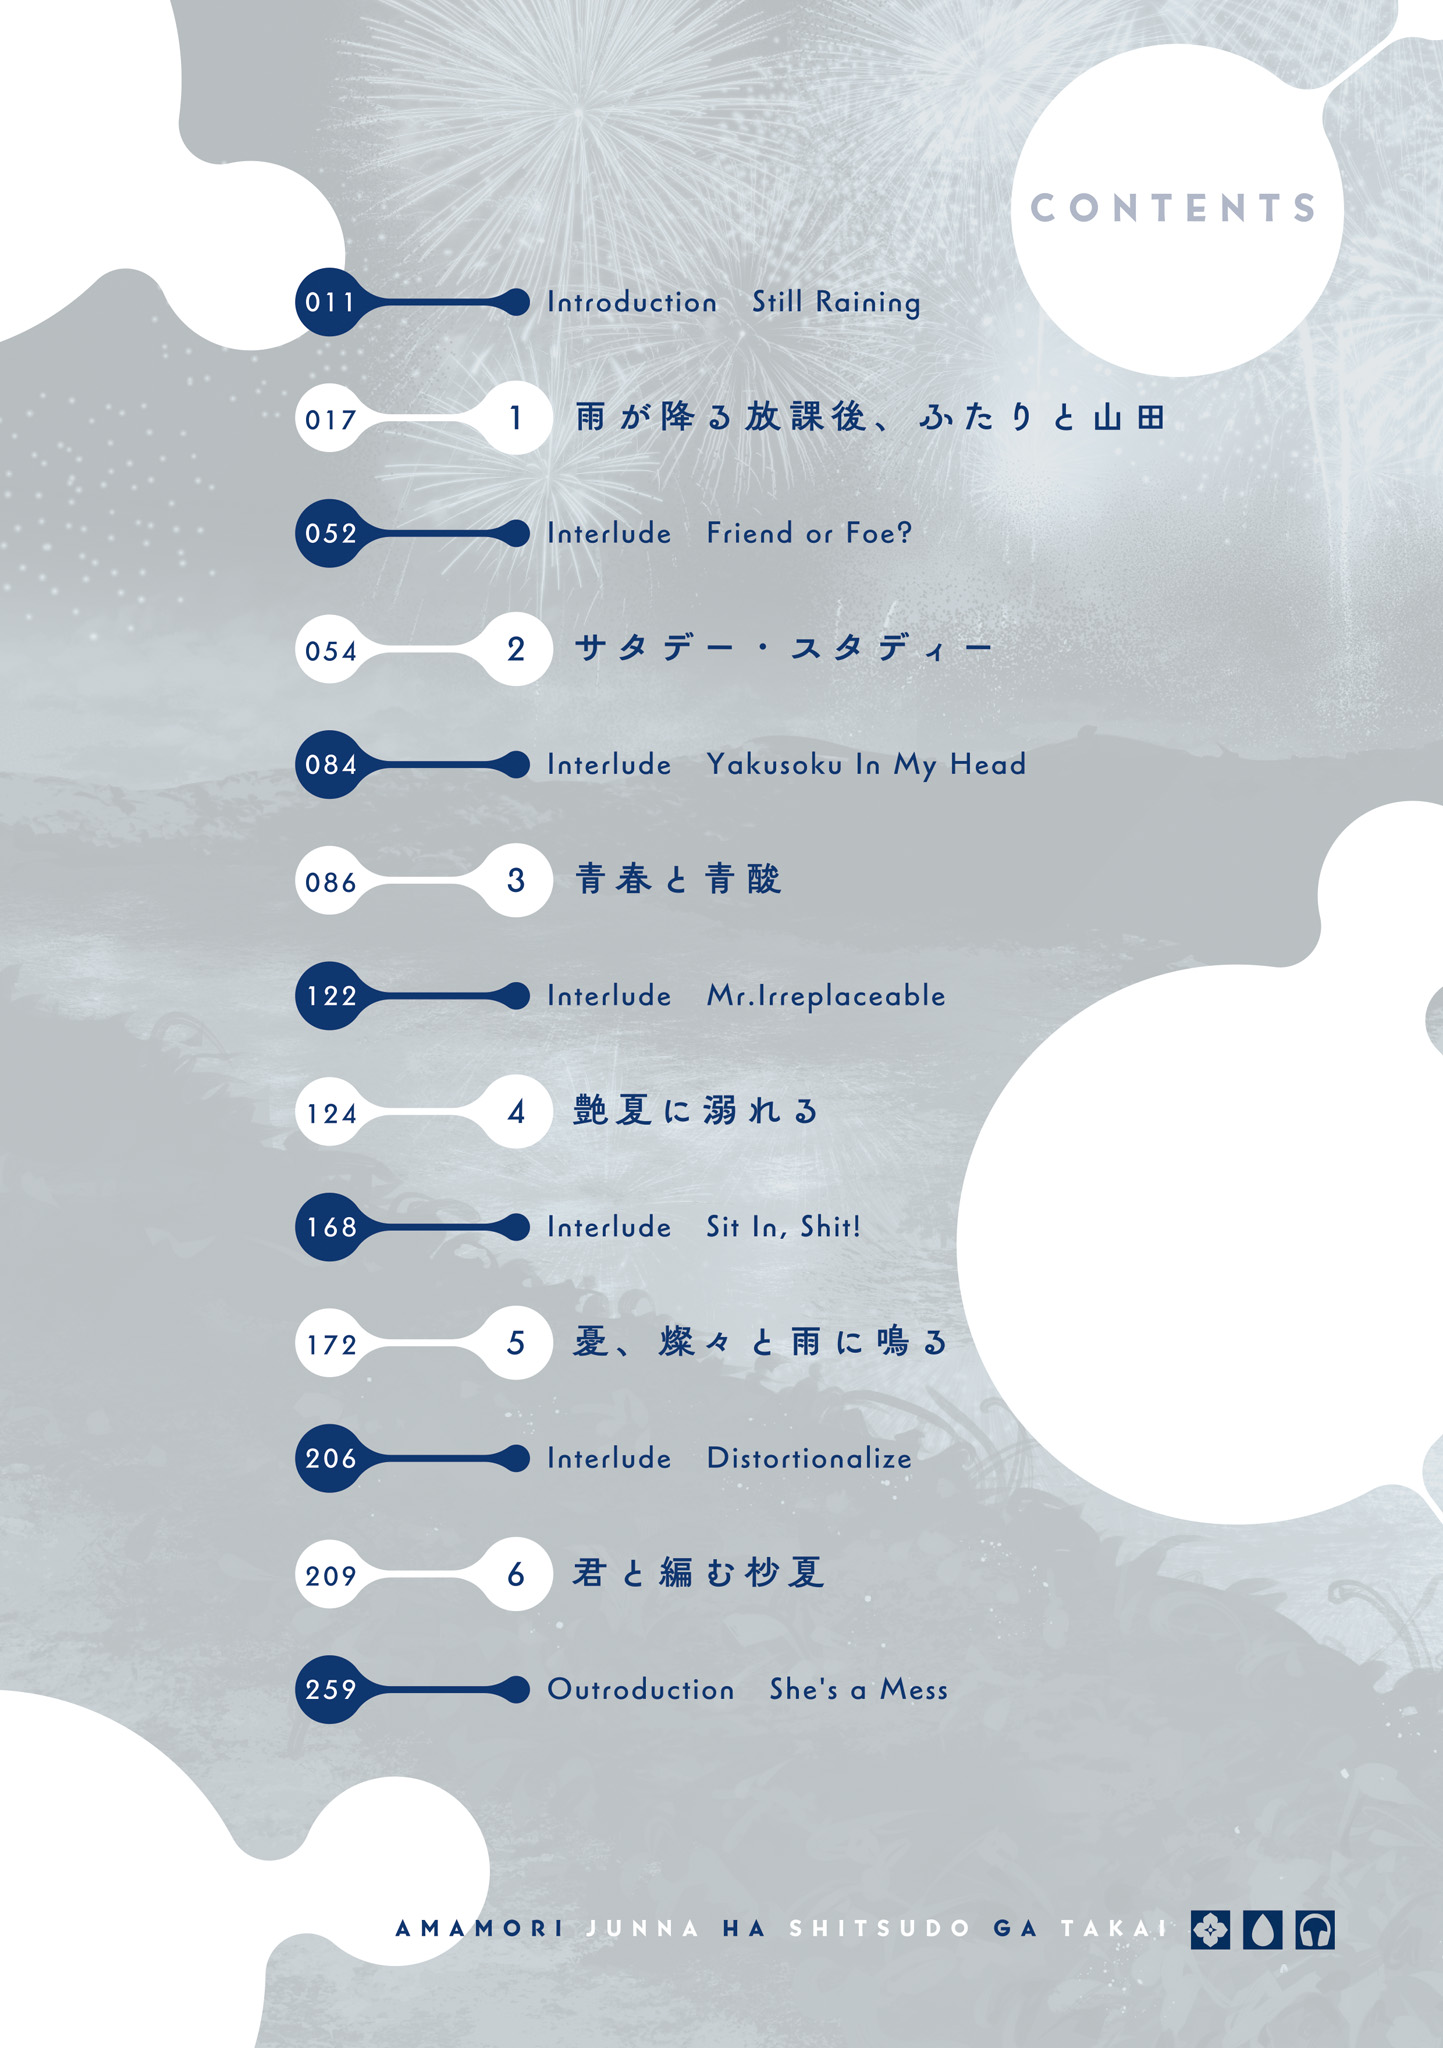 CONTENTS
011 Introduction Still Raining
017 1 雨が降る放課後、ふたりと山田
052 Interlude Friend or Foe?
054 2 サタデー・スタディー
084 Interlude Yakusoku In My Head
086 3 青春と青酸
122 Interlude Mr.Irreplaceable
124 4 艶夏に溺れる
168 Interlude Sit In, Shit!
172 5 憂、燦々と雨に鳴る
206 Interlude Distortionalize
209 6 君と編む杪夏
259 Outroduction She's a Mess
AMAMORI JUNNA HA SHITSUDO GA TAKAI